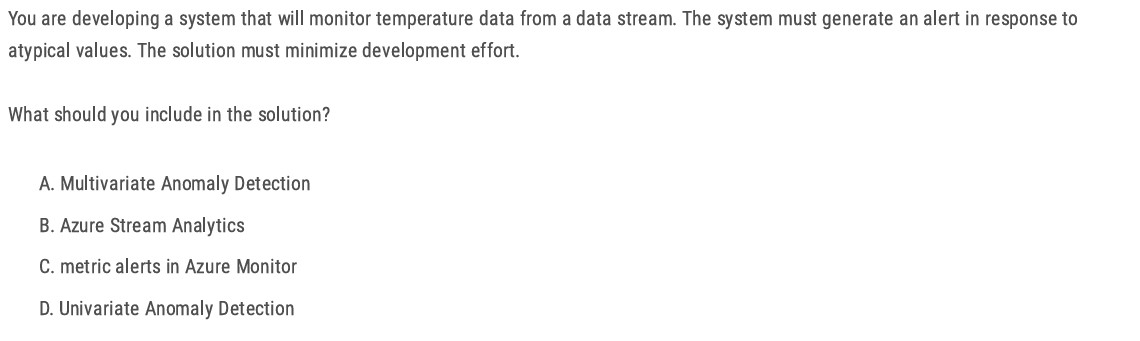 You are developing a system that will monitor temperature data from a data stream. The system must generate an alert in response to
atypical values. The solution must minimize development effort.
What should you include in the solution?
A. Multivariate Anomaly Detection
B. Azure Stream Analytics
C. metric alerts in Azure Monitor
D. Univariate Anomaly Detection